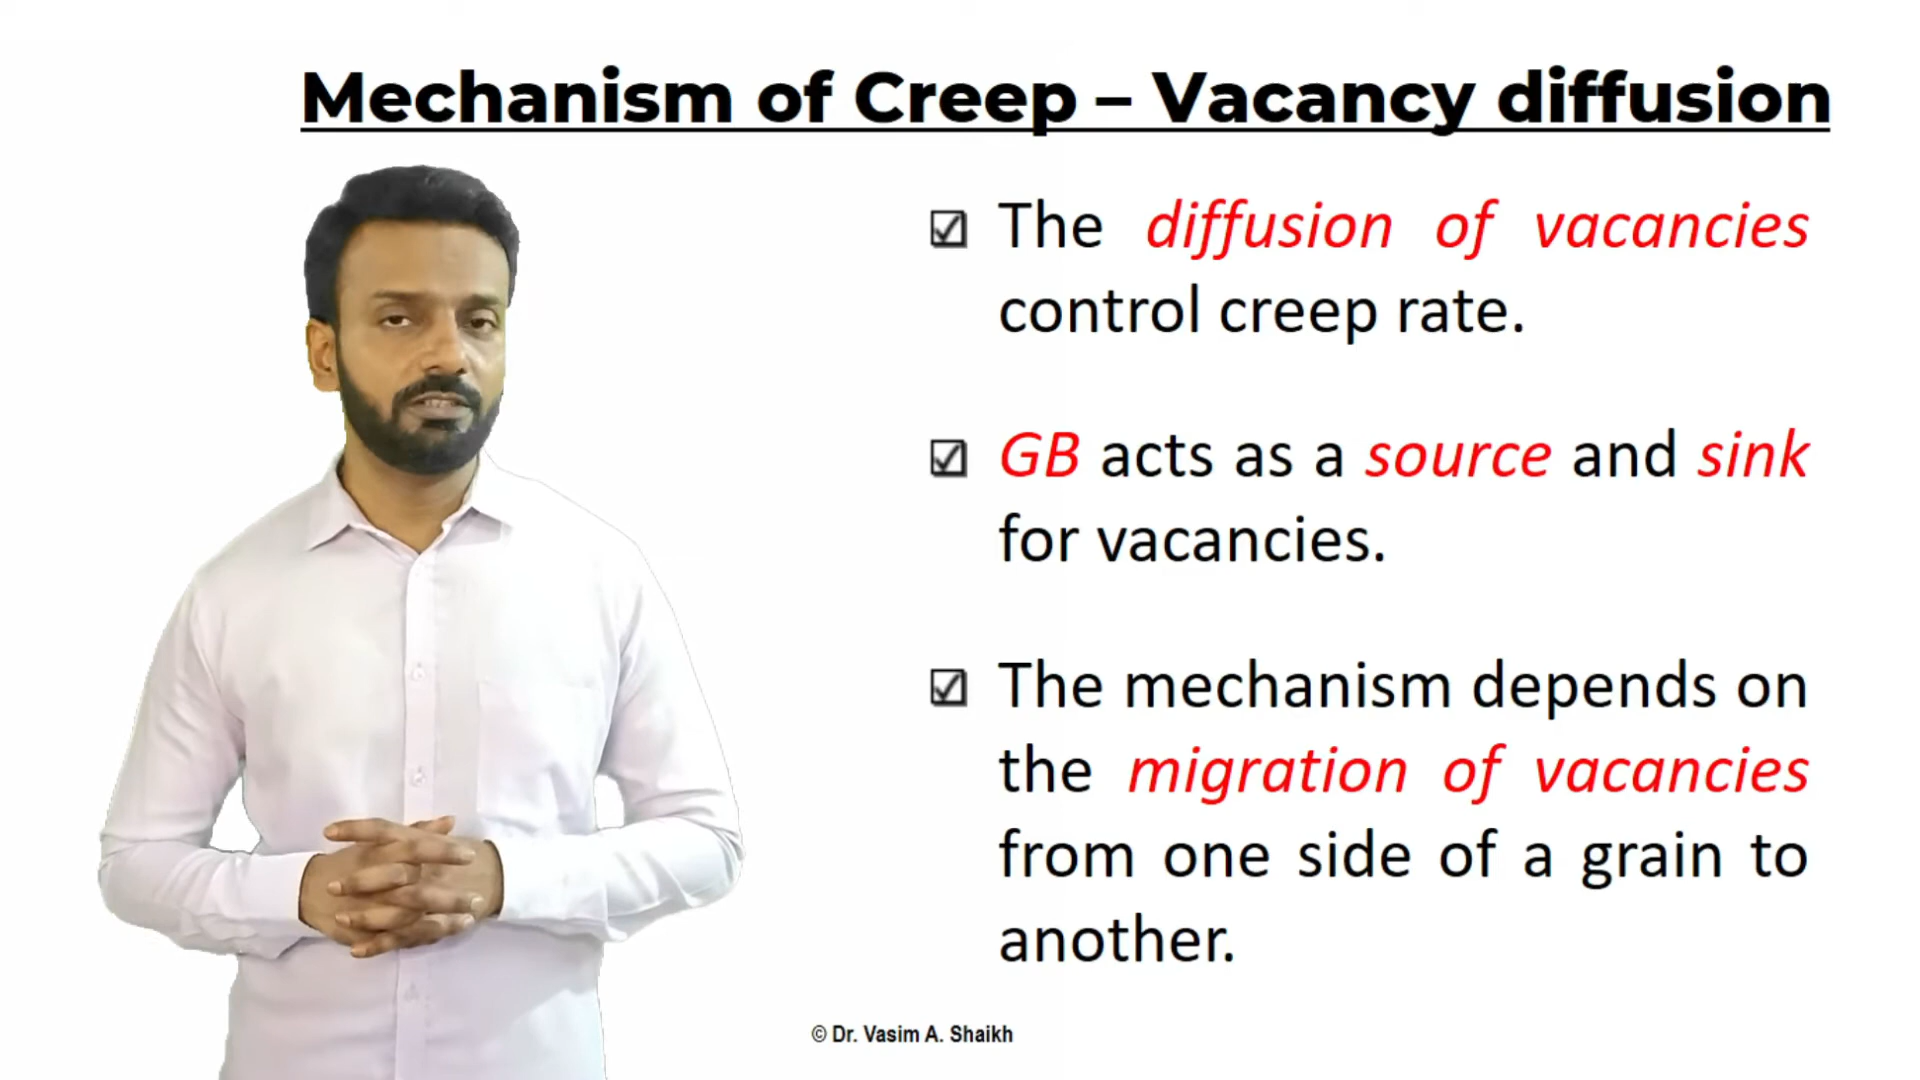 Mechanism of Creep – Vacancy diffusion
The diffusion of vacancies
control creep rate.
GB acts as a source and sink
for vacancies.
The mechanism depends on
the migration of vacancies
from one side of a grain to
another.
© Dr. Vasim A. Shaikh